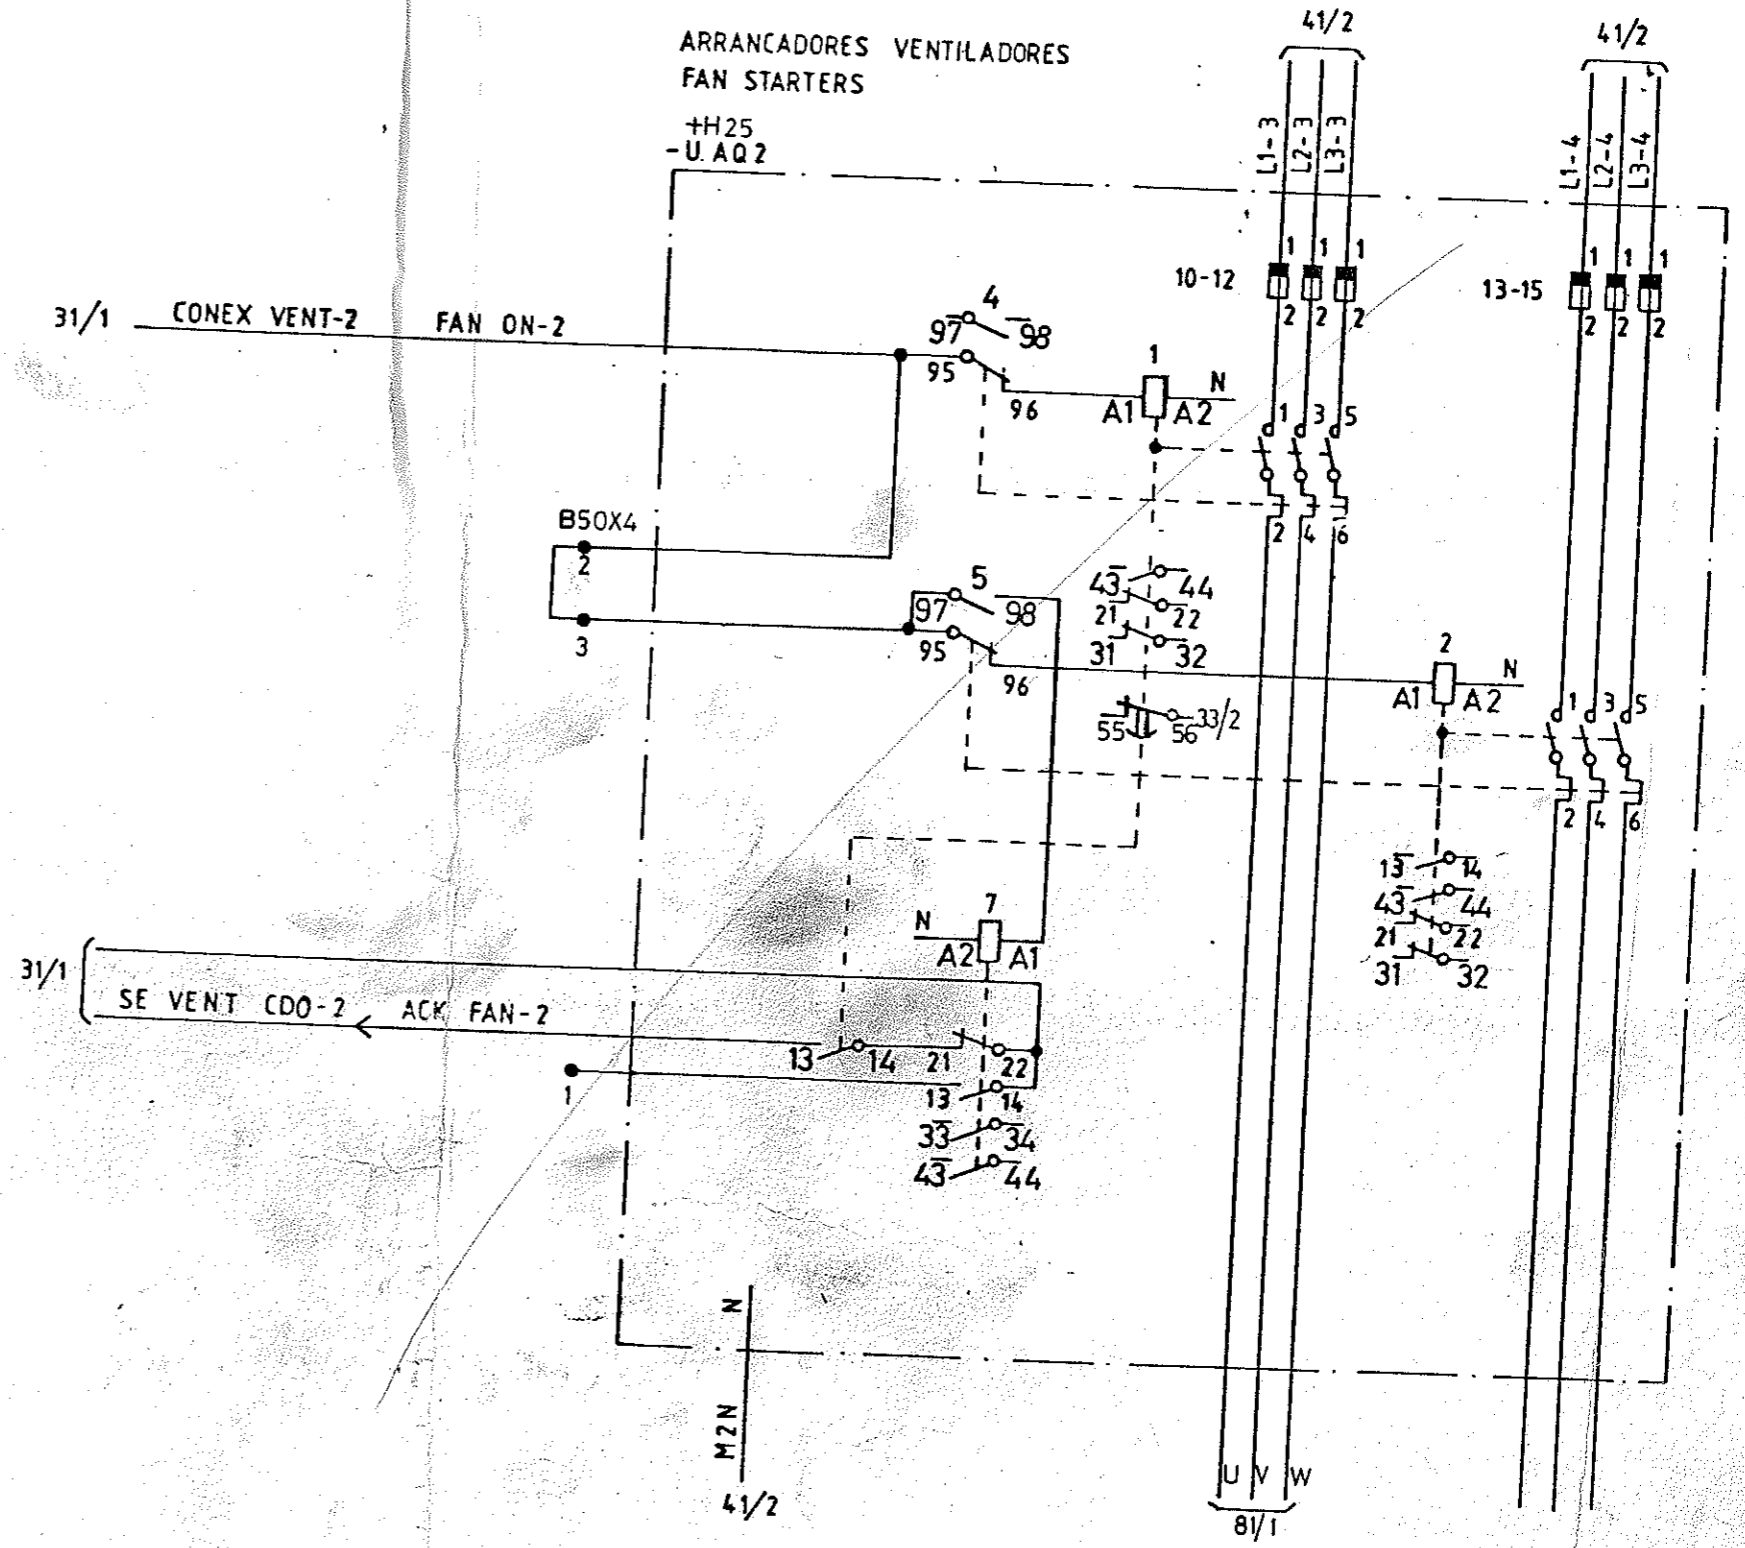 41/2
41/2
ARRANCADORES VENTILADORES
FAN STARTERS
+H25
-U.AQ2
L1-3 L2-3 L3-3
L1-4 L2-4 L3-4
10-12 1 1 1
13-15 1 1 1
2 2 2
2 2 2
31/1 CONEX VENT-2 FAN ON-2
4
97 98
95 96
1
A1 A2 N
1 3 5
2 4 6
B50X4
2
3
5
97 98
95 96
43 44
21 22
31 32
55 56 33/2
2
A1 A2 N
1 3 5
2 4 6
13 14
43 44
21 22
31 32
7
N A2 A1
31/1
SE VENT CDO-2 ACK FAN-2
13 14 21 22
1 13 14
33 34
43 44
N
M2N
41/2
U V W
81/1